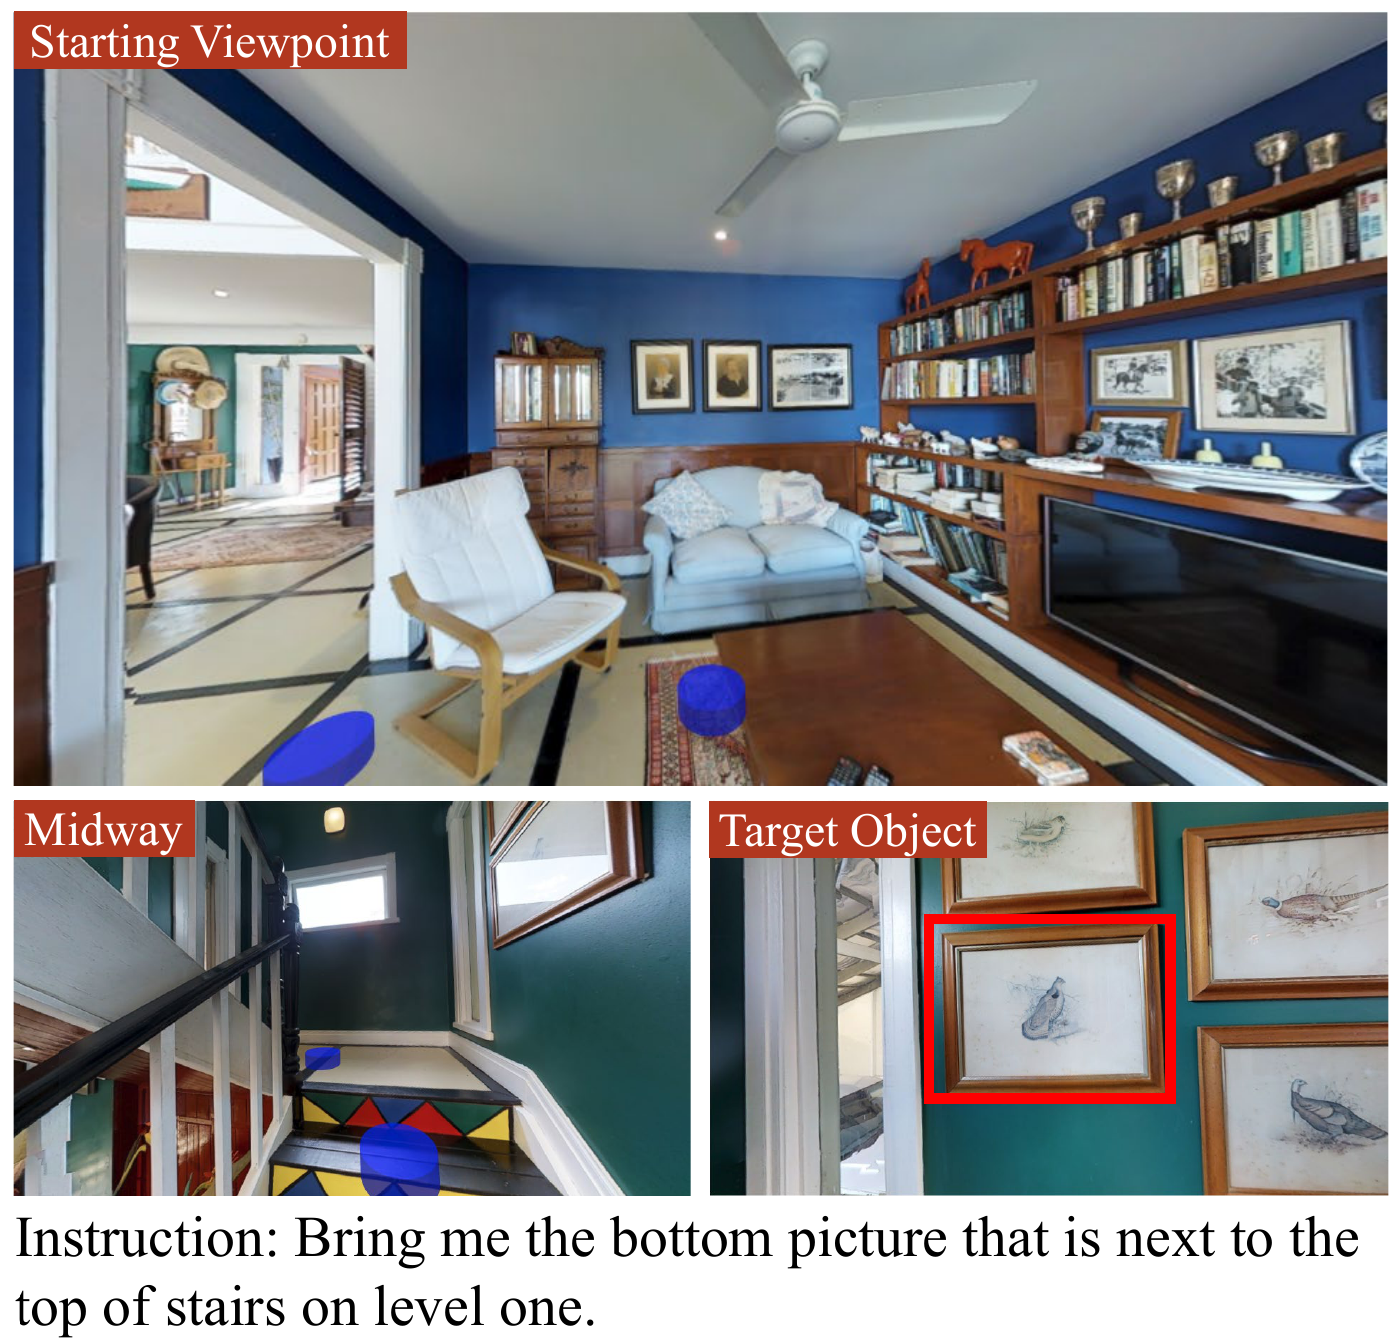 Starting Viewpoint
Midway
Target Object
Instruction: Bring me the bottom picture that is next to the
top of stairs on level one.